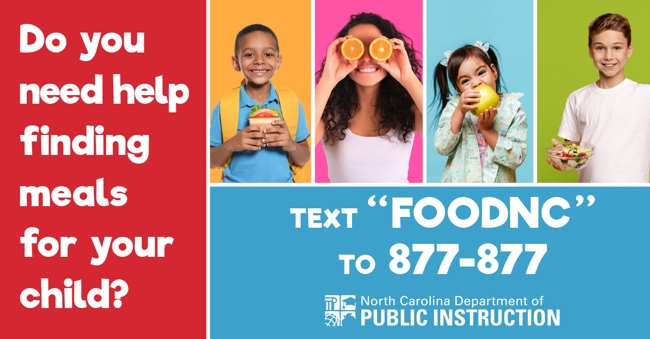 Do you
need help
finding
meals
for your
child?
TEXT “FOODNC”
TO 877-877
North Carolina Department of
PUBLIC INSTRUCTION